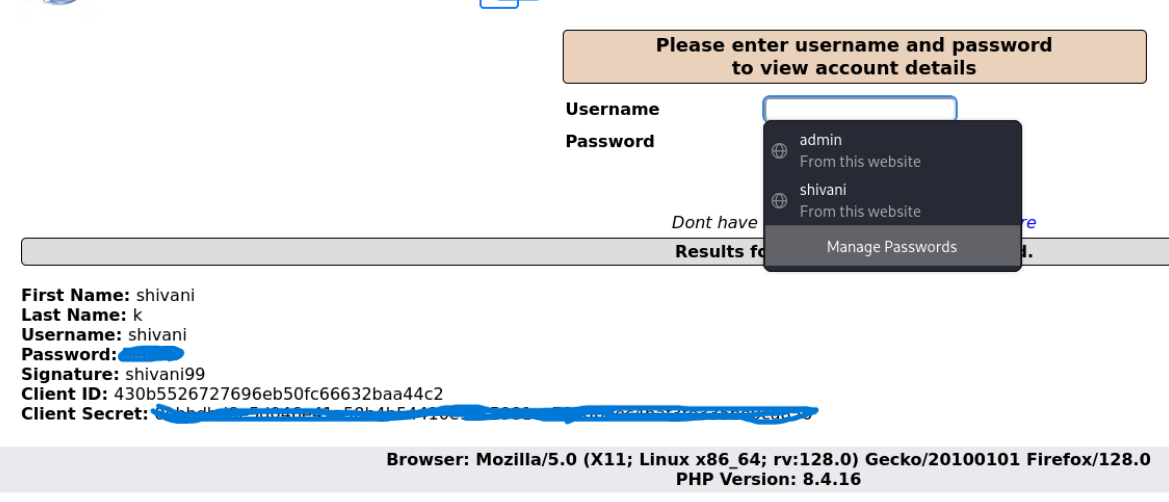 Please enter username and password
to view account details
Username
Password
admin
From this website
shivani
From this website
Manage Passwords
Dont have re
Results fo d.
First Name: shivani
Last Name: k
Username: shivani
Password:
Signature: shivani99
Client ID: 430b5526727696eb50fc66632baa44c2
Client Secret:
Browser: Mozilla/5.0 (X11; Linux x86_64; rv:128.0) Gecko/20100101 Firefox/128.0
PHP Version: 8.4.16